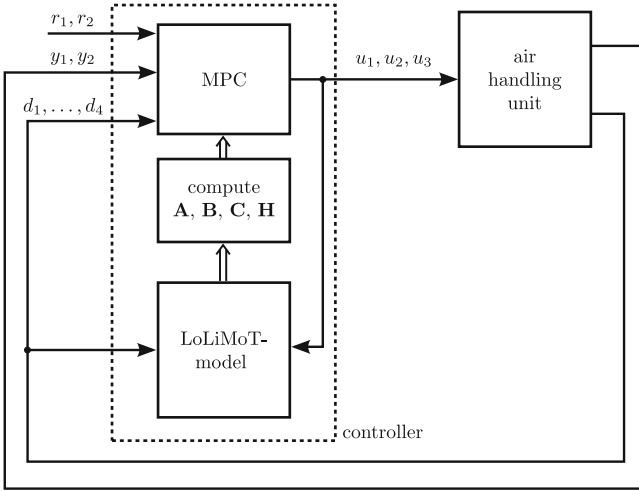 r₁, r₂
y₁, y₂
d₁, …, d₄
MPC
u₁, u₂, u₃
air
handling
unit
compute
A, B, C, H
LoLiMoT-
model
controller